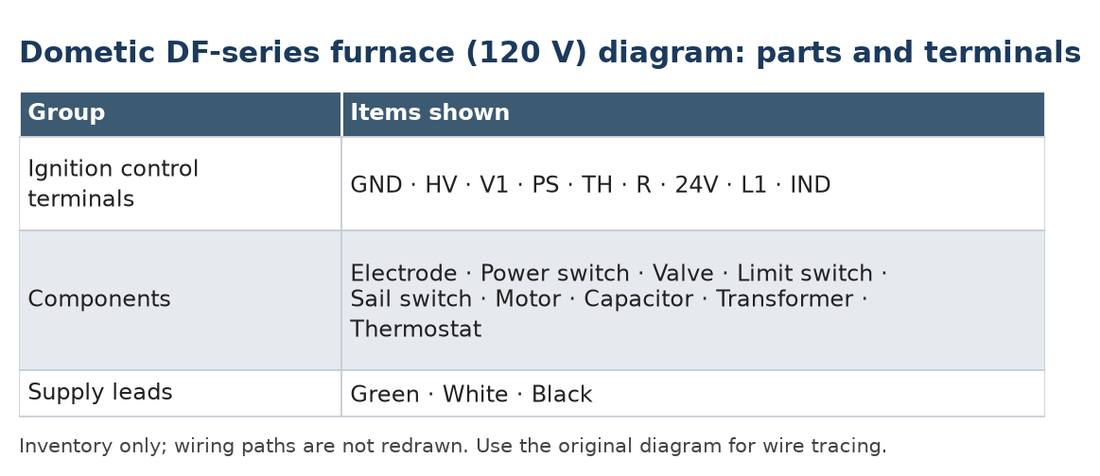 Dometic DF-series furnace (120 V) diagram: parts and terminals
Group
Items shown
Ignition control
terminals
GND · HV · V1 · PS · TH · R · 24V · L1 · IND
Components
Electrode · Power switch · Valve · Limit switch ·
Sail switch · Motor · Capacitor · Transformer ·
Thermostat
Supply leads
Green · White · Black
Inventory only; wiring paths are not redrawn. Use the original diagram for wire tracing.